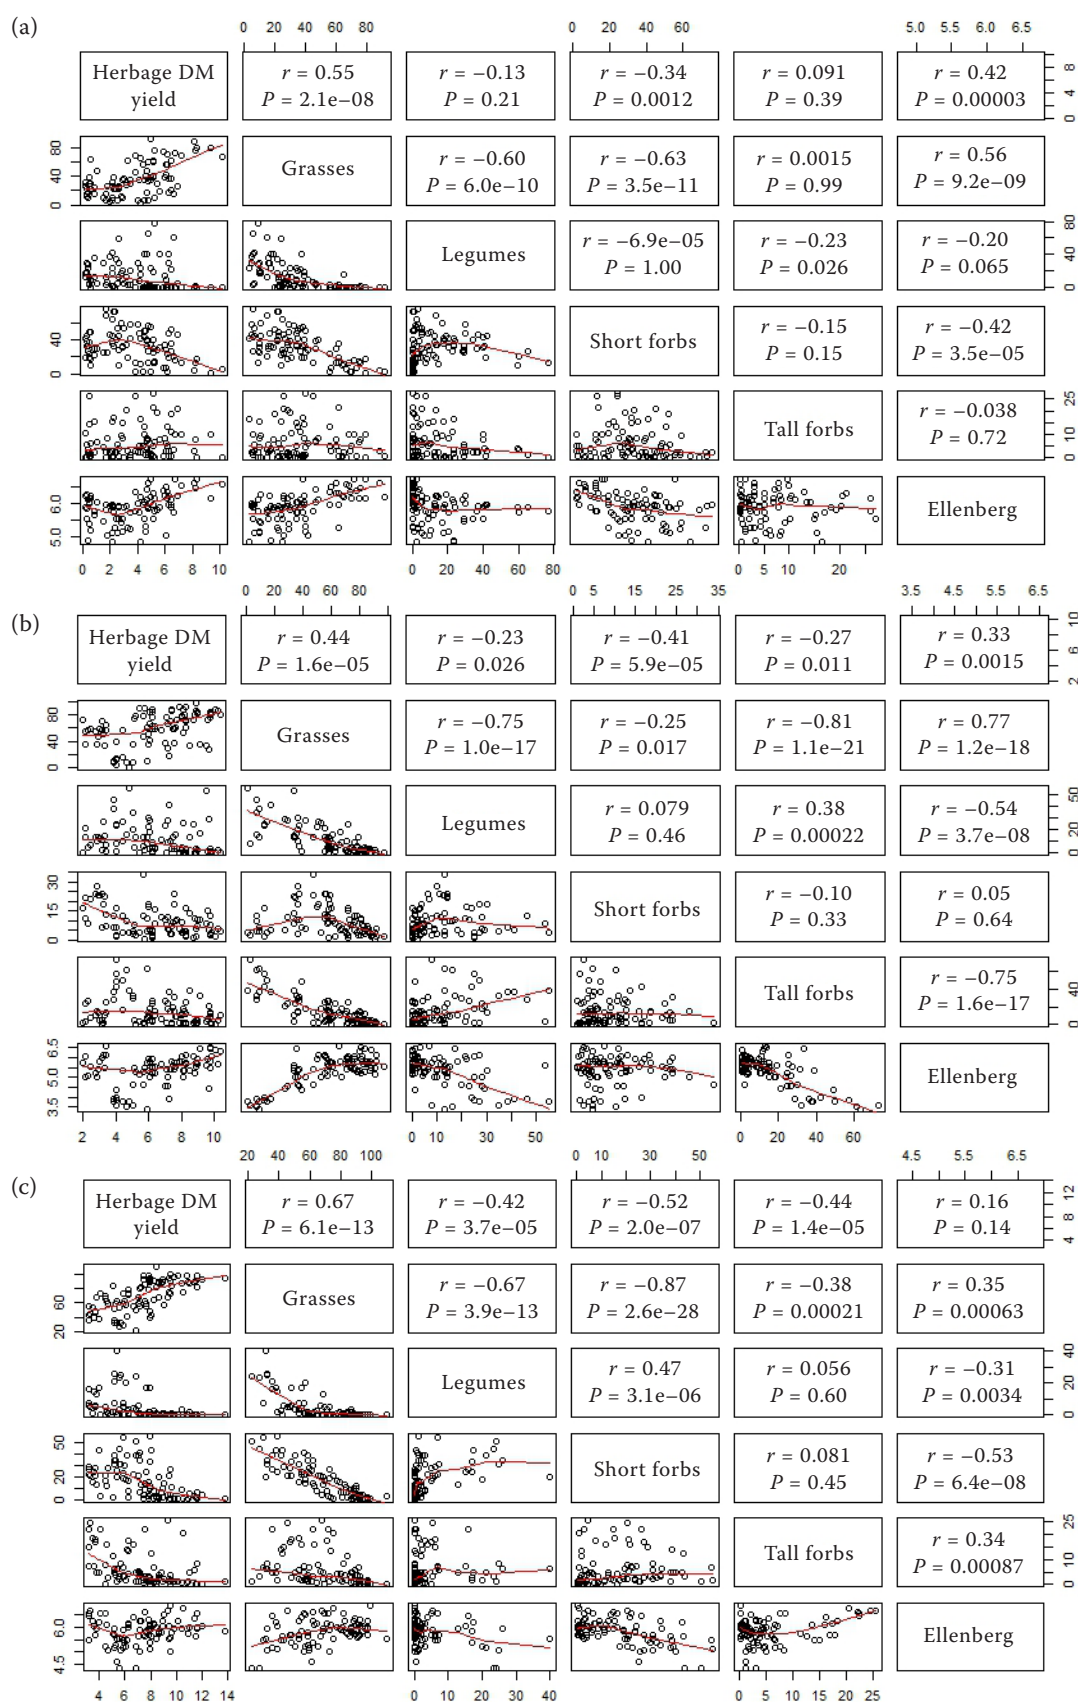 (a)
0 20 40 60 80
0 20 40 60
5.0 5.5 6.0 6.5
Herbage DM
yield
r = 0.55
P = 2.1e−08
r = −0.13
P = 0.21
r = −0.34
P = 0.0012
r = 0.091
P = 0.39
r = 0.42
P = 0.00003
0 4 8
0 40 80
Grasses
r = −0.60
P = 6.0e−10
r = −0.63
P = 3.5e−11
r = 0.0015
P = 0.99
r = 0.56
P = 9.2e−09
Legumes
r = −6.9e−05
P = 1.00
r = −0.23
P = 0.026
r = −0.20
P = 0.065
0 40 80
0 40
Short forbs
r = −0.15
P = 0.15
r = −0.42
P = 3.5e−05
Tall forbs
r = −0.038
P = 0.72
0 10 25
5.0 6.0
Ellenberg
0 2 4 6 8 10
0 20 40 60 80
0 5 10 20
(b)
0 20 40 60 80
0 5 15 25 35
3.5 4.5 5.5 6.5
Herbage DM
yield
r = 0.44
P = 1.6e−05
r = −0.23
P = 0.026
r = −0.41
P = 5.9e−05
r = −0.27
P = 0.011
r = 0.33
P = 0.0015
2 6 10
0 40 80
Grasses
r = −0.75
P = 1.0e−17
r = −0.25
P = 0.017
r = −0.81
P = 1.1e−21
r = 0.77
P = 1.2e−18
Legumes
r = 0.079
P = 0.46
r = 0.38
P = 0.00022
r = −0.54
P = 3.7e−08
0 20 50
0 15 30
Short forbs
r = −0.10
P = 0.33
r = 0.05
P = 0.64
Tall forbs
r = −0.75
P = 1.6e−17
0 40
3.5 5.0 6.5
Ellenberg
2 4 6 8 10
0 10 30 50
0 20 40 60
(c)
20 40 60 80 100
0 10 30 50
4.5 5.5 6.5
Herbage DM
yield
r = 0.67
P = 6.1e−13
r = −0.42
P = 3.7e−05
r = −0.52
P = 2.0e−07
r = −0.44
P = 1.4e−05
r = 0.16
P = 0.14
4 8 12
20 60
Grasses
r = −0.67
P = 3.9e−13
r = −0.87
P = 2.6e−28
r = −0.38
P = 0.00021
r = 0.35
P = 0.00063
Legumes
r = 0.47
P = 3.1e−06
r = 0.056
P = 0.60
r = −0.31
P = 0.0034
0 20 40
0 20 50
Short forbs
r = 0.081
P = 0.45
r = −0.53
P = 6.4e−08
Tall forbs
r = 0.34
P = 0.00087
0 10 25
4.5 6.0
Ellenberg
4 6 8 10 12 14
0 10 20 30 40
0 5 10 15 20 25